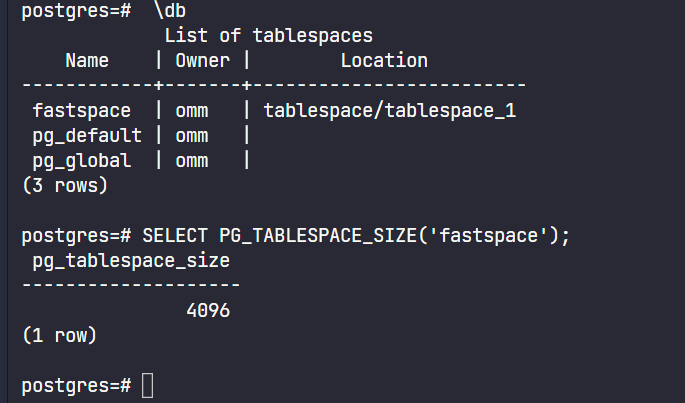 postgres=#  \db
            List of tablespaces
    Name    | Owner |        Location
------------+-------+-------------------------
 fastspace  | omm   | tablespace/tablespace_1
 pg_default | omm   |
 pg_global  | omm   |
(3 rows)

postgres=# SELECT PG_TABLESPACE_SIZE('fastspace');
 pg_tablespace_size
--------------------
               4096
(1 row)

postgres=#